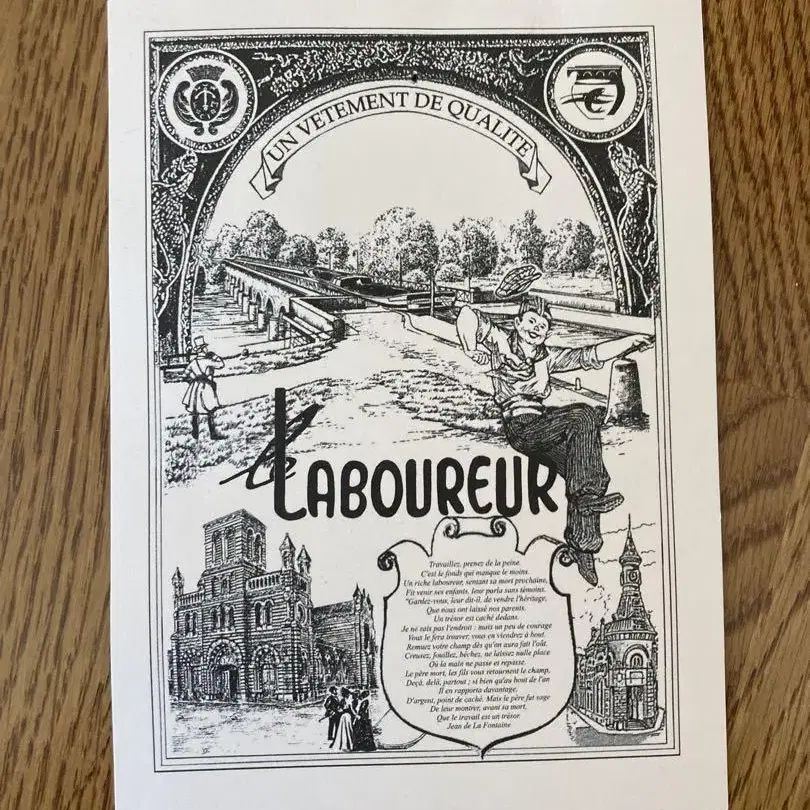 UN VETEMENT DE QUALITE
le LABOUREUR
Travaillez, prenez de la peine.
C'est le fonds qui manque le moins.
Un riche laboureur, sentant sa mort prochaine,
Fit venir ses enfants, leur parla sans témoins.
"Gardez-vous, leur dit-il, de vendre l'héritage,
Que nous ont laissé nos parents.
Un trésor est caché dedans.
Je ne sais pas l'endroit : mais un peu de courage
Vous le fera trouver, vous en viendrez à bout.
Remuez votre champ dès qu'on aura fait l'oût.
Creusez, fouillez, bêchez, ne laissez nulle place
Où la main ne passe et repasse.
Le père mort, les fils vous retournent le champ,
Deçà, delà, partout ; si bien qu'au bout de l'an
Il en rapporta davantage.
D'argent, point de caché. Mais le père fut sage
De leur montrer, avant sa mort,
Que le travail est un trésor.
Jean de La Fontaine